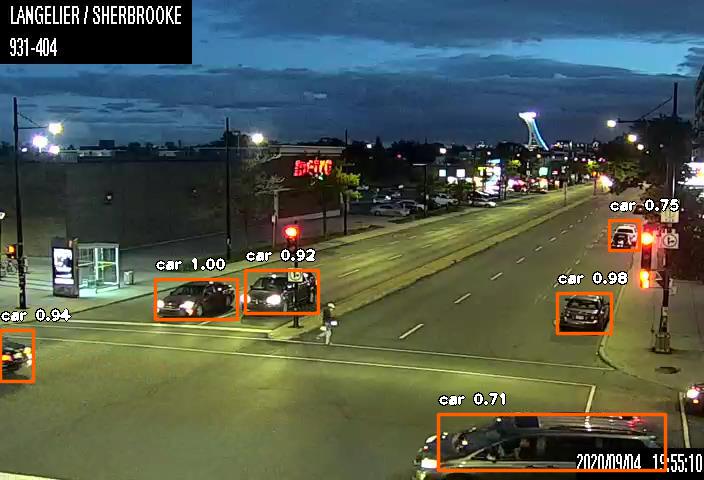 LANGELIER / SHERBROOKE
931-404
metro
car 0.75
car 0.92
car 1.00
car 0.98
car 0.94
car 0.71
2020/09/04 19:55:10